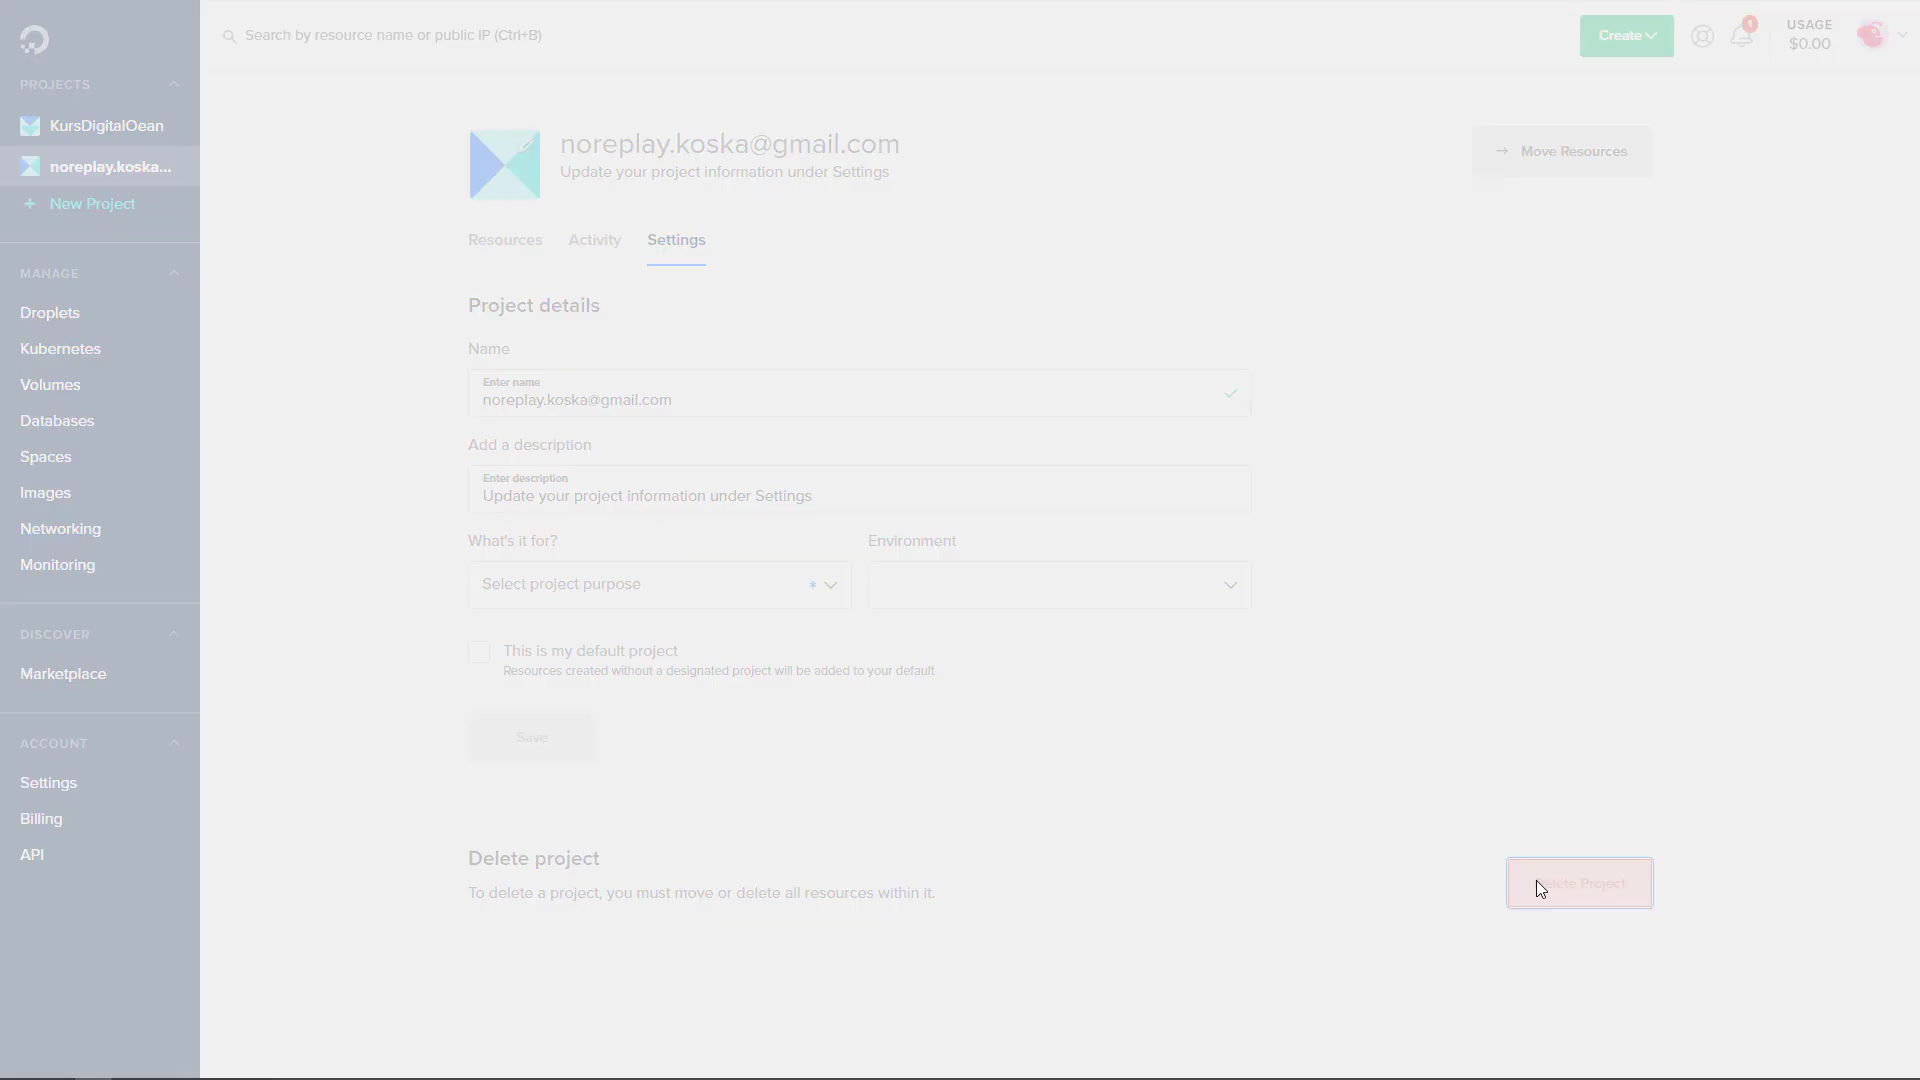 Search by resource name or public IP (Ctrl+B)
Create
1
USAGE
$0.00
PROJECTS
KursDigitalOean
noreplay.koska...
+ New Project
MANAGE
Droplets
Kubernetes
Volumes
Databases
Spaces
Images
Networking
Monitoring
DISCOVER
Marketplace
ACCOUNT
Settings
Billing
API
noreplay.koska@gmail.com
Update your project information under Settings
→ Move Resources
Resources Activity Settings
Project details
Name
Enter name
noreplay.koska@gmail.com
Add a description
Enter description
Update your project information under Settings
What's it for?
Environment
Select project purpose *
This is my default project
Resources created without a designated project will be added to your default
Save
Delete project
To delete a project, you must move or delete all resources within it.
Delete Project